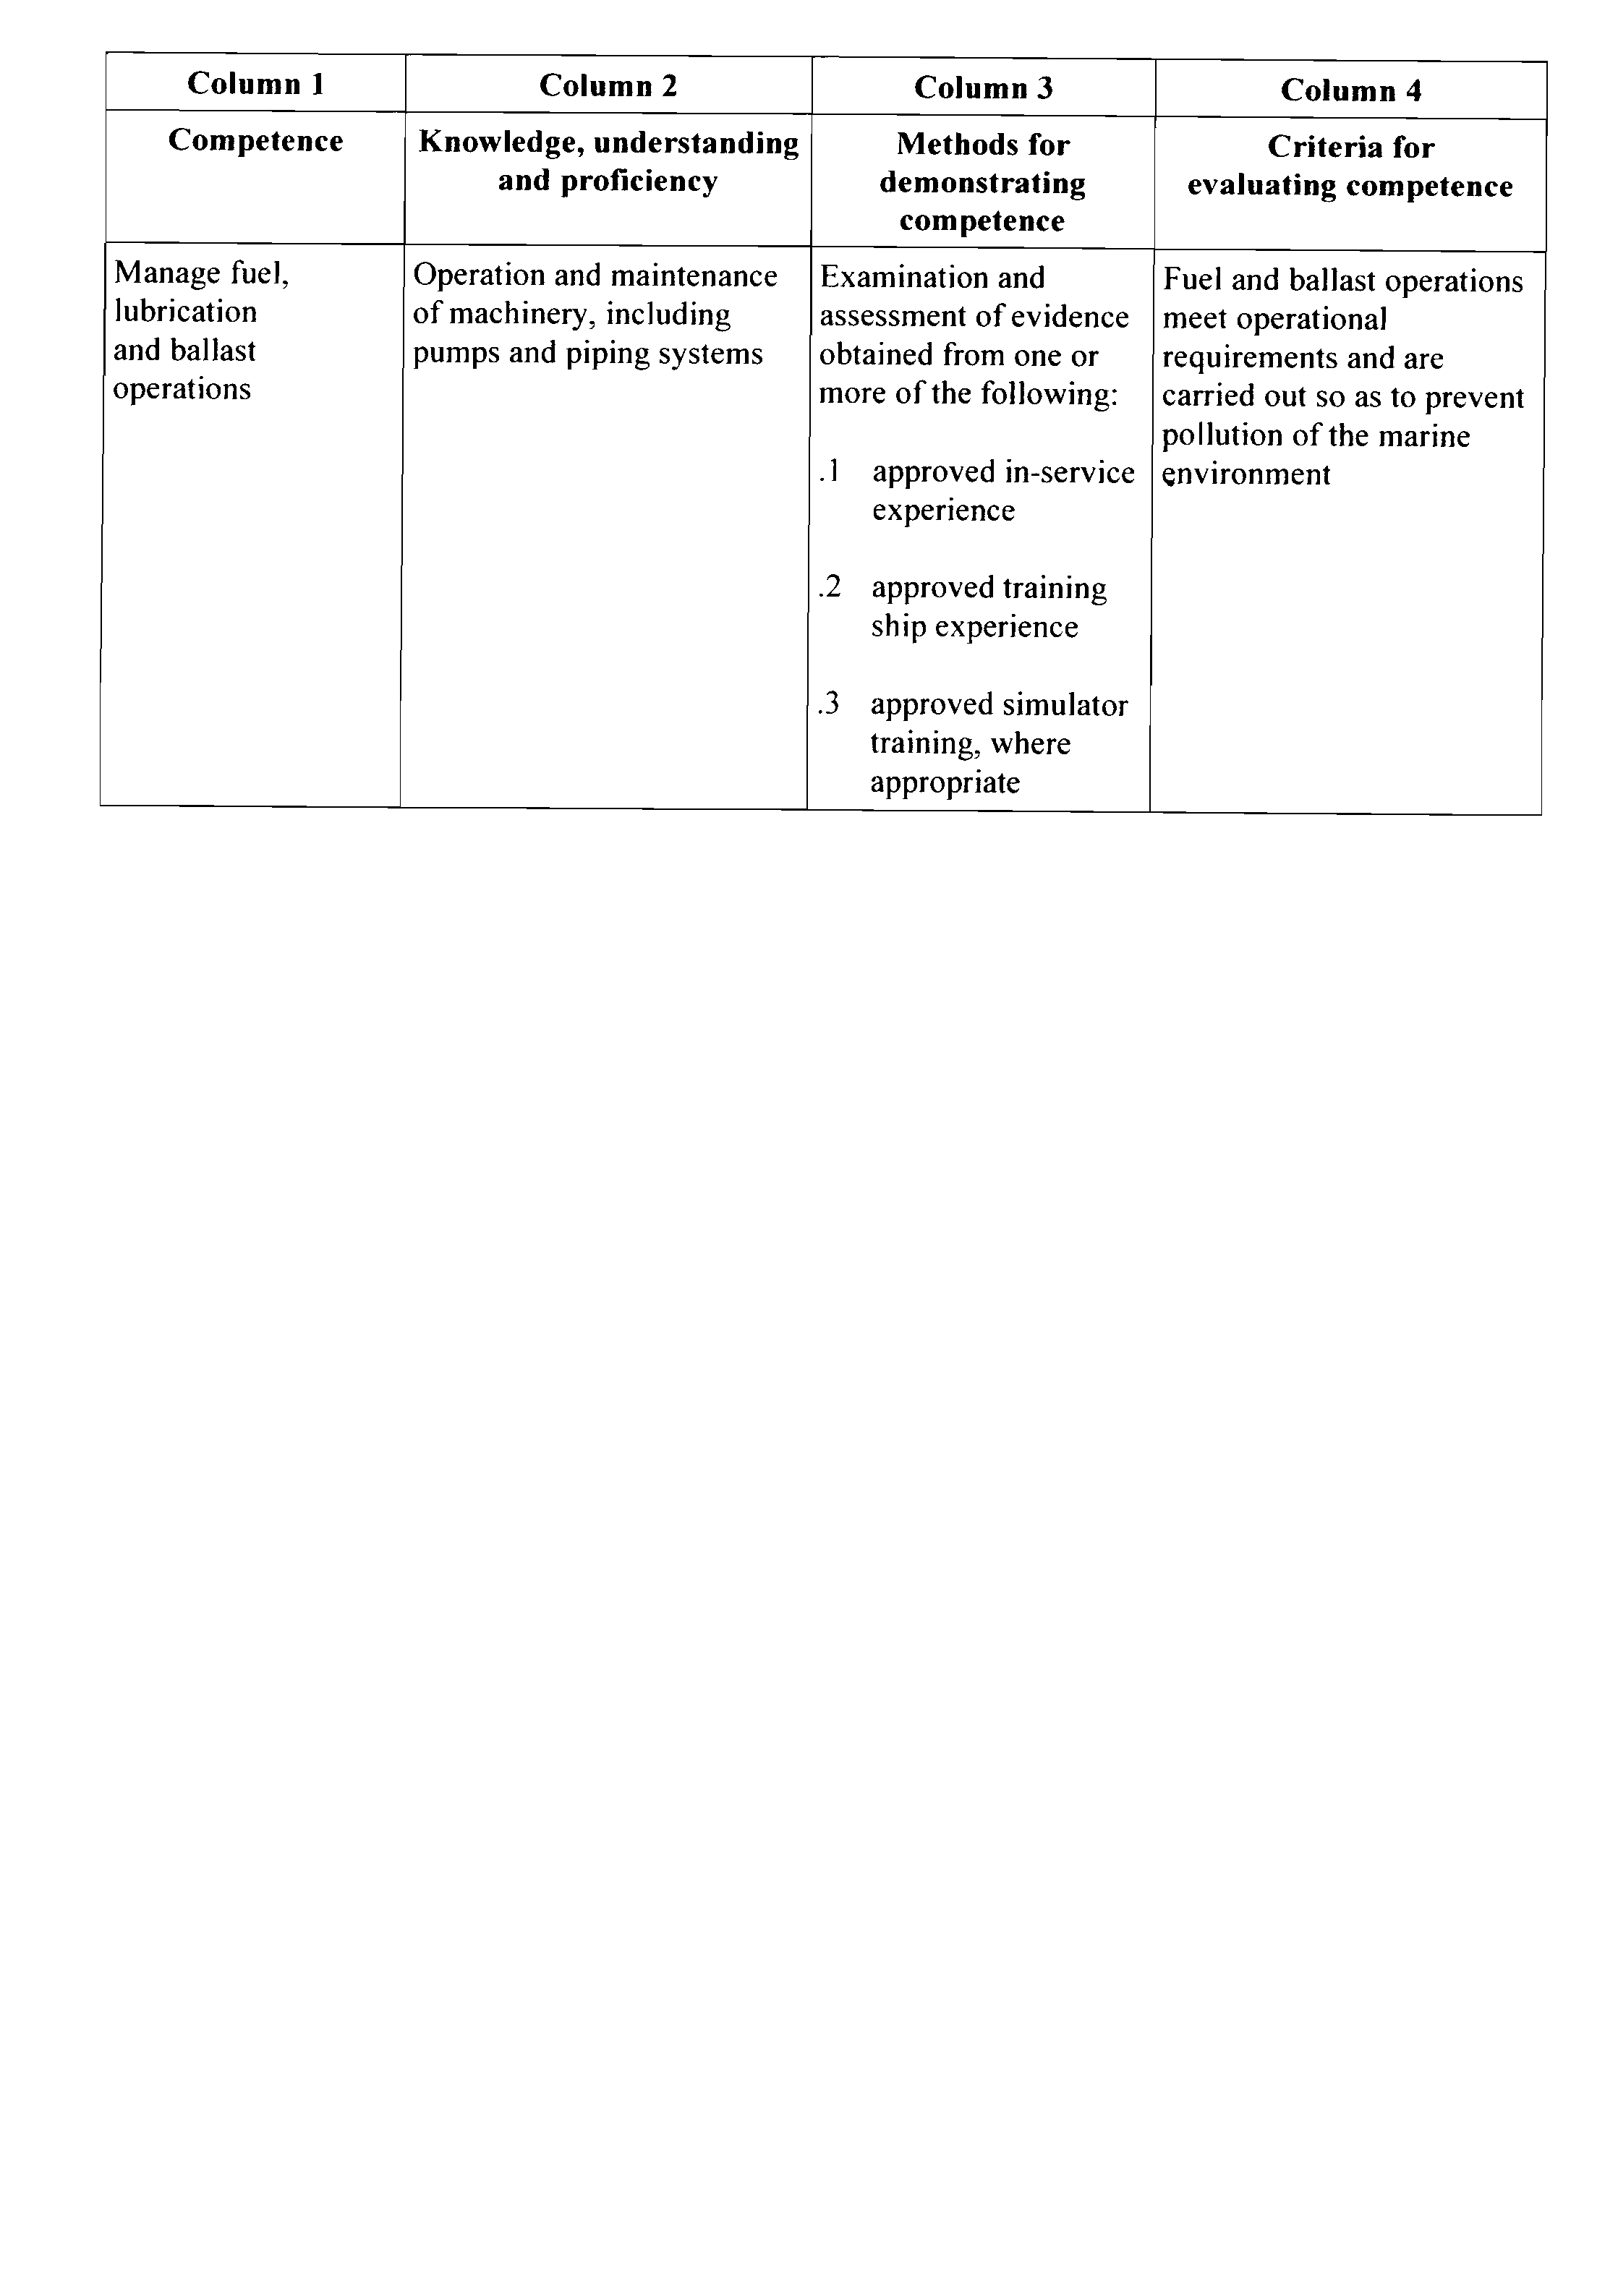 Column 1
Column 2
Column 3
Column 4
Competence
Knowledge, understanding
and proficiency
Methods for
demonstrating
competence
Criteria for
evaluating competence
Manage fuel,
lubrication
and ballast
operations
Operation and maintenance
of machinery, including
pumps and piping systems
Examination and
assessment of evidence
obtained from one or
more of the following:
.1 approved in-service
experience
.2 approved training
ship experience
.3 approved simulator
training, where
appropriate
Fuel and ballast operations
meet operational
requirements and are
carried out so as to prevent
pollution of the marine
environment